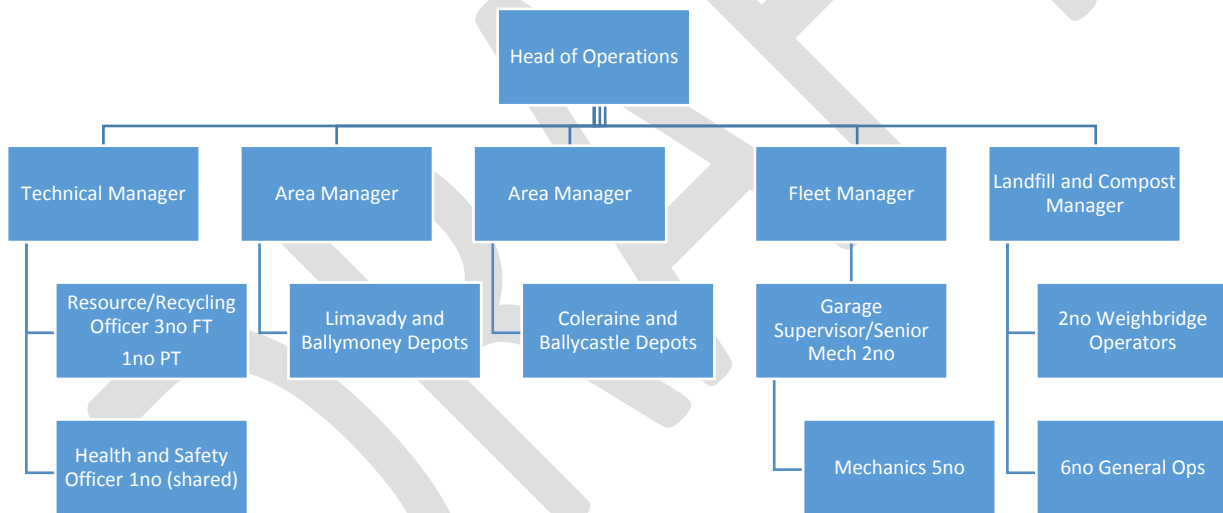 Head of Operations
Technical Manager
Area Manager
Area Manager
Fleet Manager
Landfill and Compost
Manager
Resource/Recycling
Officer 3no FT
1no PT
Limavady and
Ballymoney Depots
Coleraine and
Ballycastle Depots
Garage
Supervisor/Senior
Mech 2no
2no Weighbridge
Operators
Health and Safety
Officer 1no (shared)
Mechanics 5no
6no General Ops